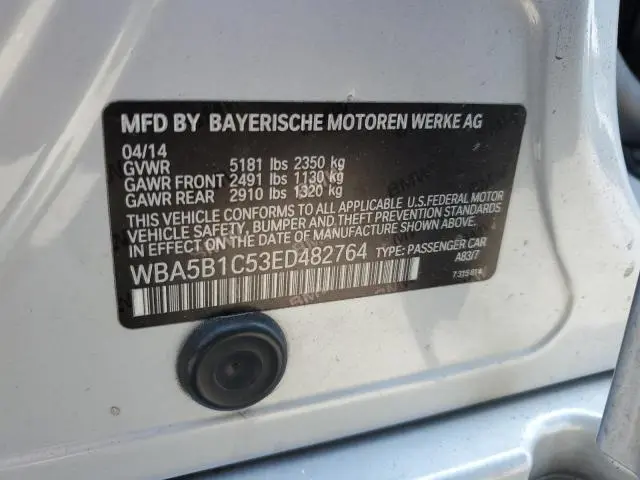 MFD BY BAYERISCHE MOTOREN WERKE AG
04/14
GVWR 5181 lbs 2350 kg
GAWR FRONT 2491 lbs 1130 kg
GAWR REAR 2910 lbs 1320 kg
THIS VEHICLE CONFORMS TO ALL APPLICABLE U.S.FEDERAL MOTOR
VEHICLE SAFETY, BUMPER AND THEFT PREVENTION STANDARDS
IN EFFECT ON THE DATE OF MANUFACTURE SHOWN ABOVE.
WBA5B1C53ED482764 TYPE: PASSENGER CAR
A83/7